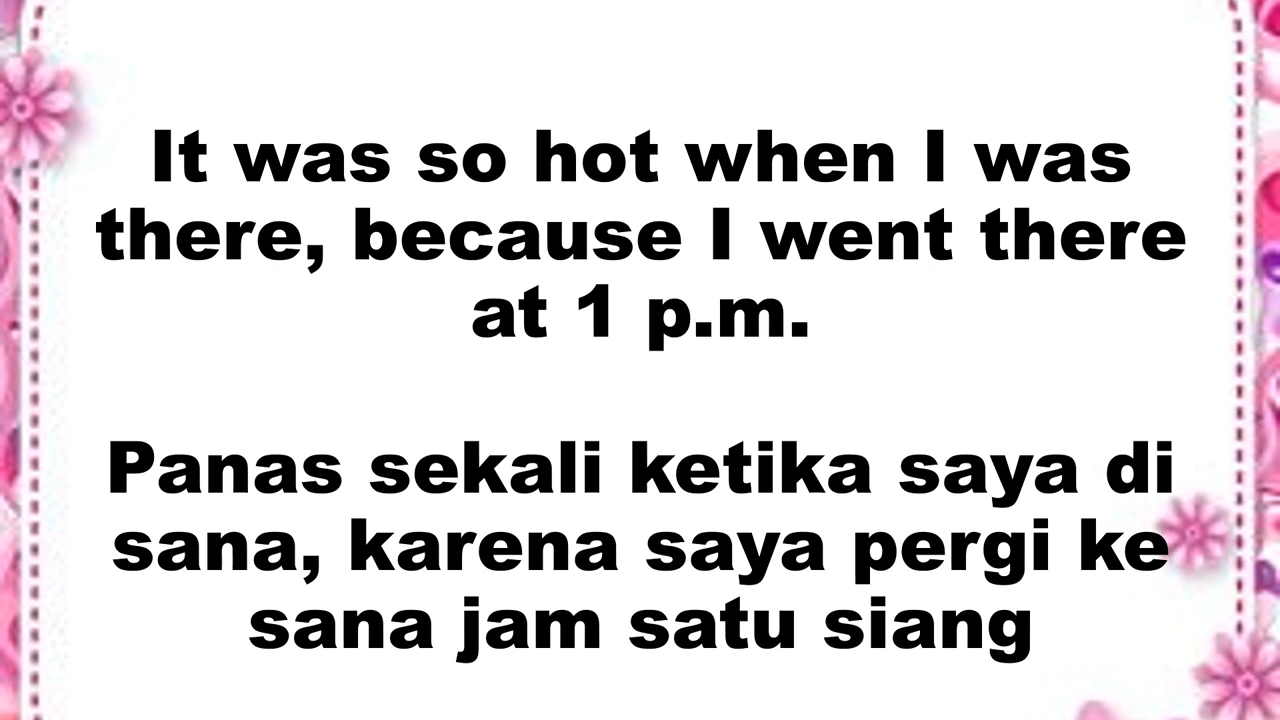 It was so hot when I was
there, because I went there
at 1 p.m.
Panas sekali ketika saya di
sana, karena saya pergi ke
sana jam satu siang